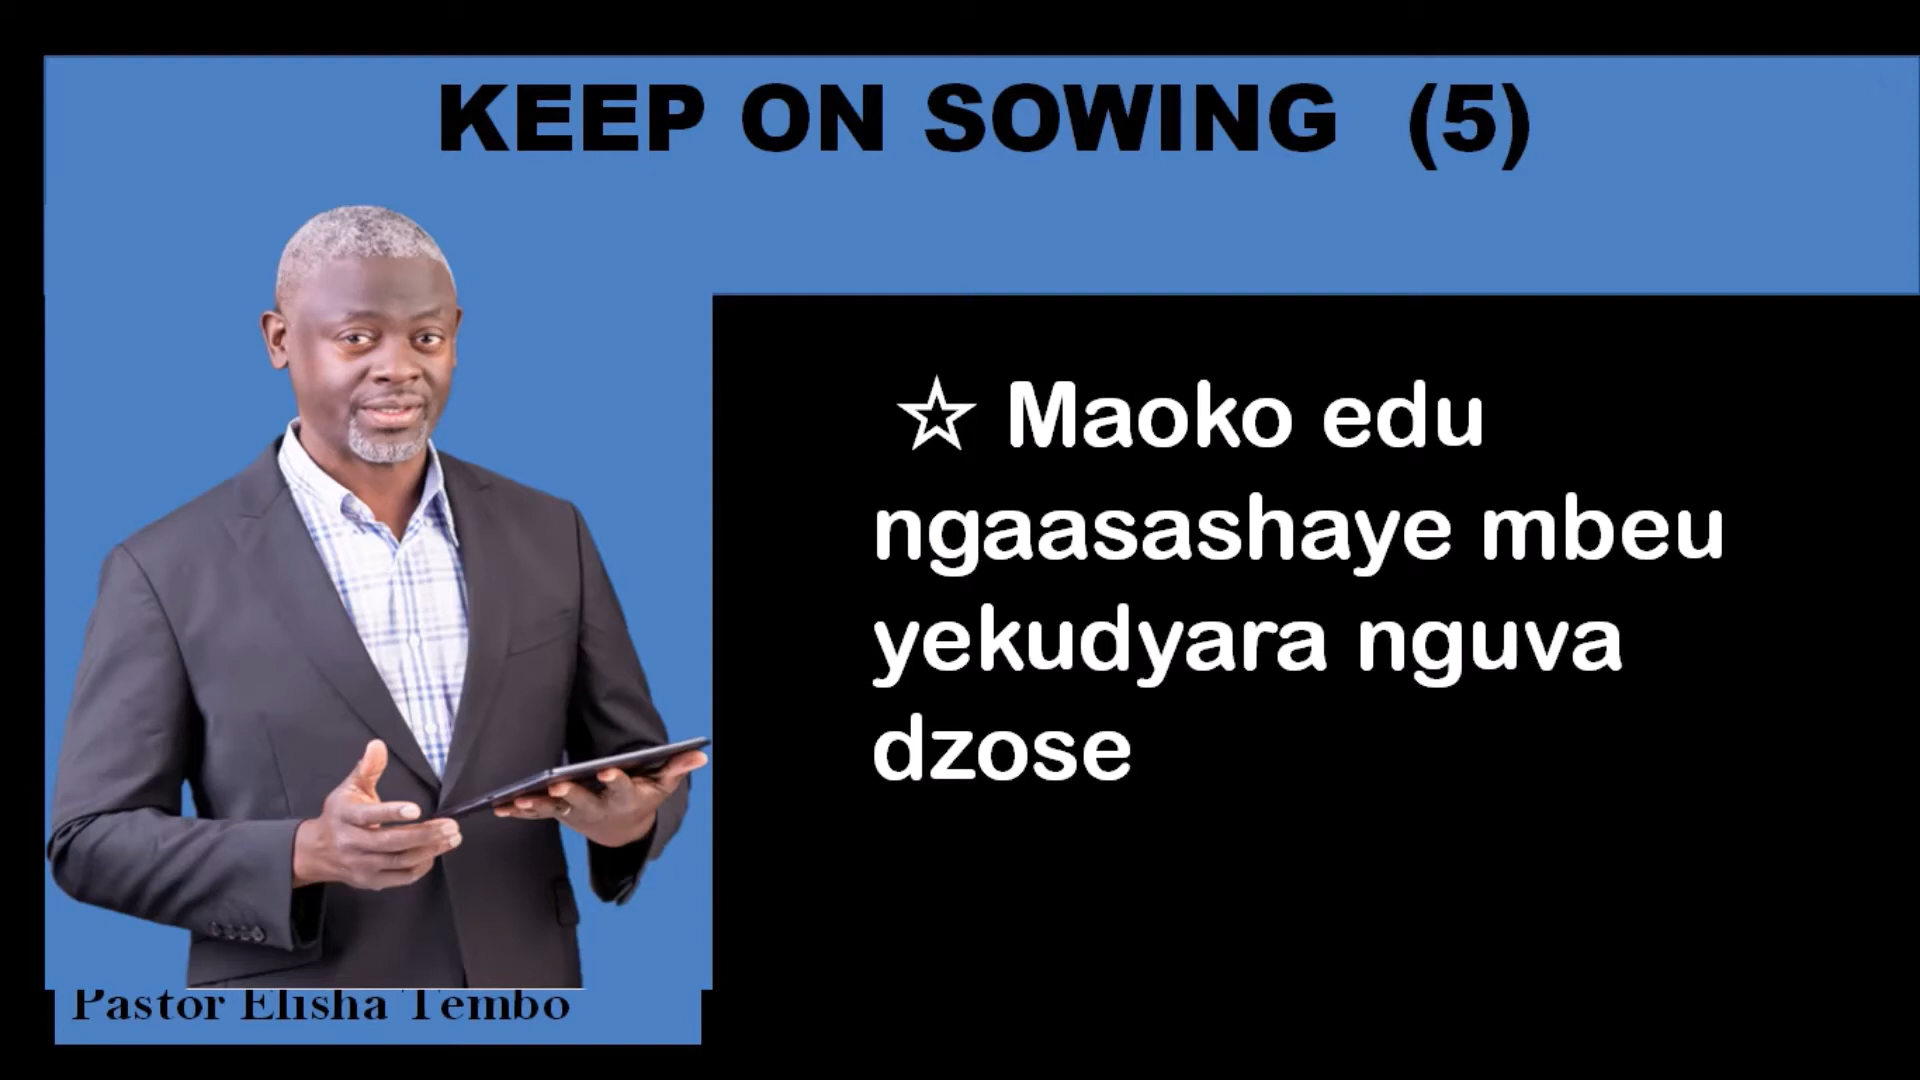 KEEP ON SOWING (5)
☆ Maoko edu
ngaasashaye mbeu
yekudyara nguva
dzose
Pastor Elisha Tembo